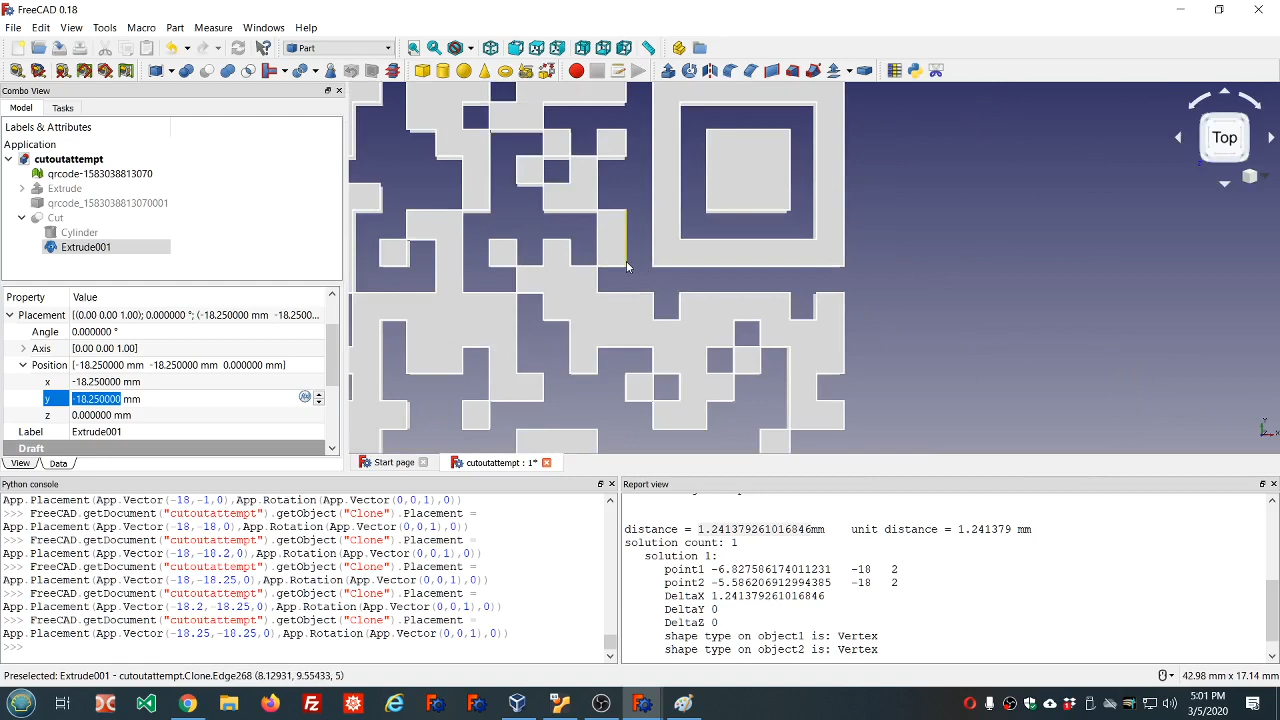 FreeCAD 0.18
File Edit View Tools Macro Part Measure Windows Help
Part
Combo View
Model Tasks
Labels & Attributes
Application
cutoutattempt
qrcode-1583038813070
Extrude
qrcode_1583038813070001
Cut
Cylinder
Extrude001
Top
Property Value
Placement [(0.00 0.00 1.00); 0.000000 °; (-18.250000 mm -18.2500...
Angle 0.000000 °
Axis [0.00 0.00 1.00]
Position [-18.250000 mm -18.250000 mm 0.000000 mm]
x -18.250000 mm
y -18.250000 mm
z 0.000000 mm
Label Extrude001
Draft
View Data
Start page cutoutattempt : 1*
Python console
App.Placement(App.Vector(-18,-1,0),App.Rotation(App.Vector(0,0,1),0))
>>> FreeCAD.getDocument("cutoutattempt").getObject("Clone").Placement =
App.Placement(App.Vector(-18,-18,0),App.Rotation(App.Vector(0,0,1),0))
>>> FreeCAD.getDocument("cutoutattempt").getObject("Clone").Placement =
App.Placement(App.Vector(-18,-18.2,0),App.Rotation(App.Vector(0,0,1),0))
>>> FreeCAD.getDocument("cutoutattempt").getObject("Clone").Placement =
App.Placement(App.Vector(-18,-18.25,0),App.Rotation(App.Vector(0,0,1),0))
>>> FreeCAD.getDocument("cutoutattempt").getObject("Clone").Placement =
App.Placement(App.Vector(-18.2,-18.25,0),App.Rotation(App.Vector(0,0,1),0))
>>> FreeCAD.getDocument("cutoutattempt").getObject("Clone").Placement =
App.Placement(App.Vector(-18.25,-18.25,0),App.Rotation(App.Vector(0,0,1),0))
>>>
Report view
distance = 1.241379261016846mm unit distance = 1.241379 mm
solution count: 1
solution 1:
point1 -6.827586174011231 -18 2
point2 -5.586206912994385 -18 2
DeltaX 1.241379261016846
DeltaY 0
DeltaZ 0
shape type on object1 is: Vertex
shape type on object2 is: Vertex
Preselected: Extrude001 - cutoutattempt.Clone.Edge268 (8.12931, 9.55433, 5)
42.98 mm x 17.14 mm
5:01 PM
3/5/2020